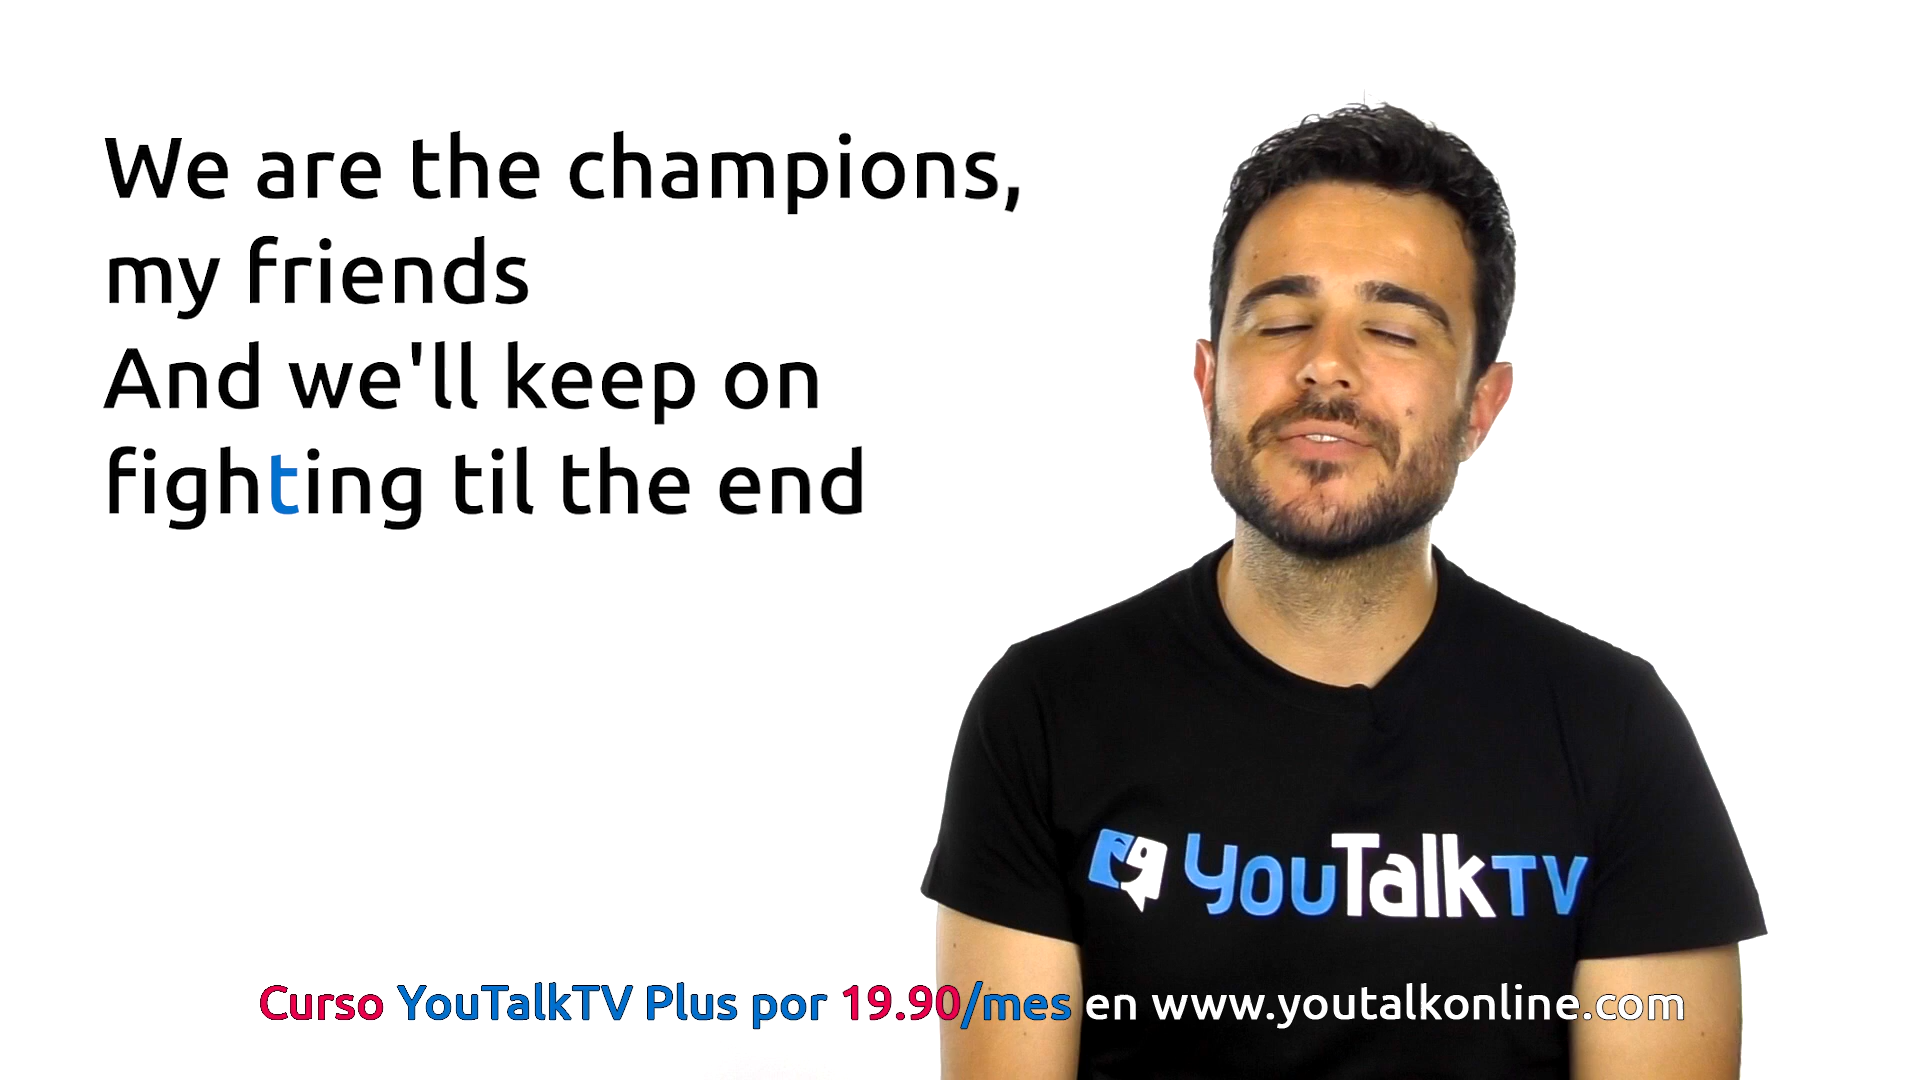 We are the champions,
my friends
And we'll keep on
fighting til the end
YouTalkTV
Curso YouTalkTV Plus por 19.90/mes en www.youtalkonline.com